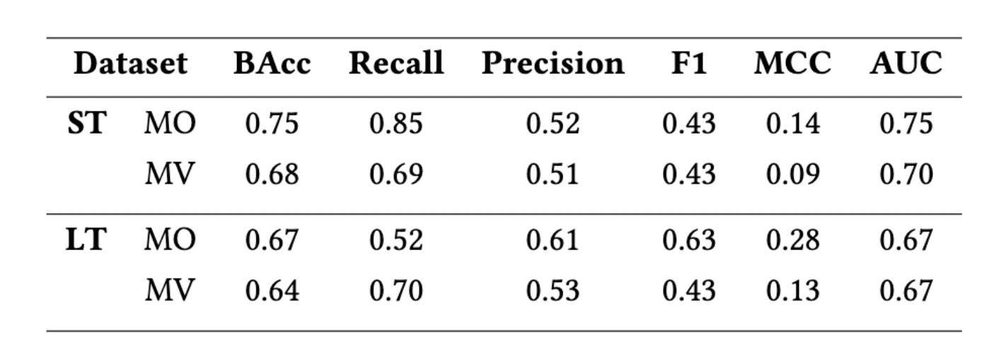 Dataset BAcc Recall Precision F1 MCC AUC
ST MO 0.75 0.85 0.52 0.43 0.14 0.75
MV 0.68 0.69 0.51 0.43 0.09 0.70
LT MO 0.67 0.52 0.61 0.63 0.28 0.67
MV 0.64 0.70 0.53 0.43 0.13 0.67